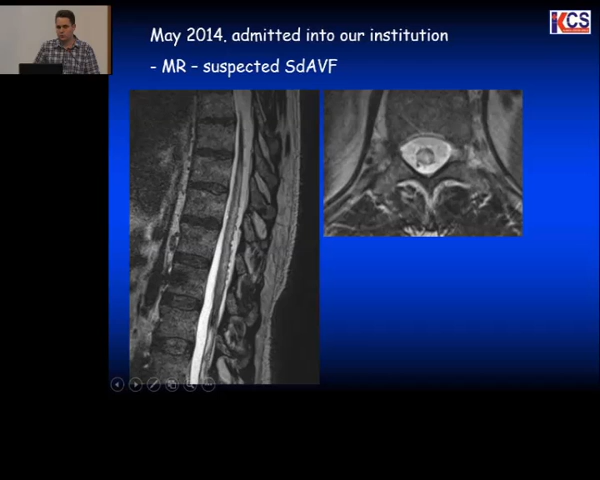 May 2014. admitted into our institution
- MR – suspected SdAVF
KCS